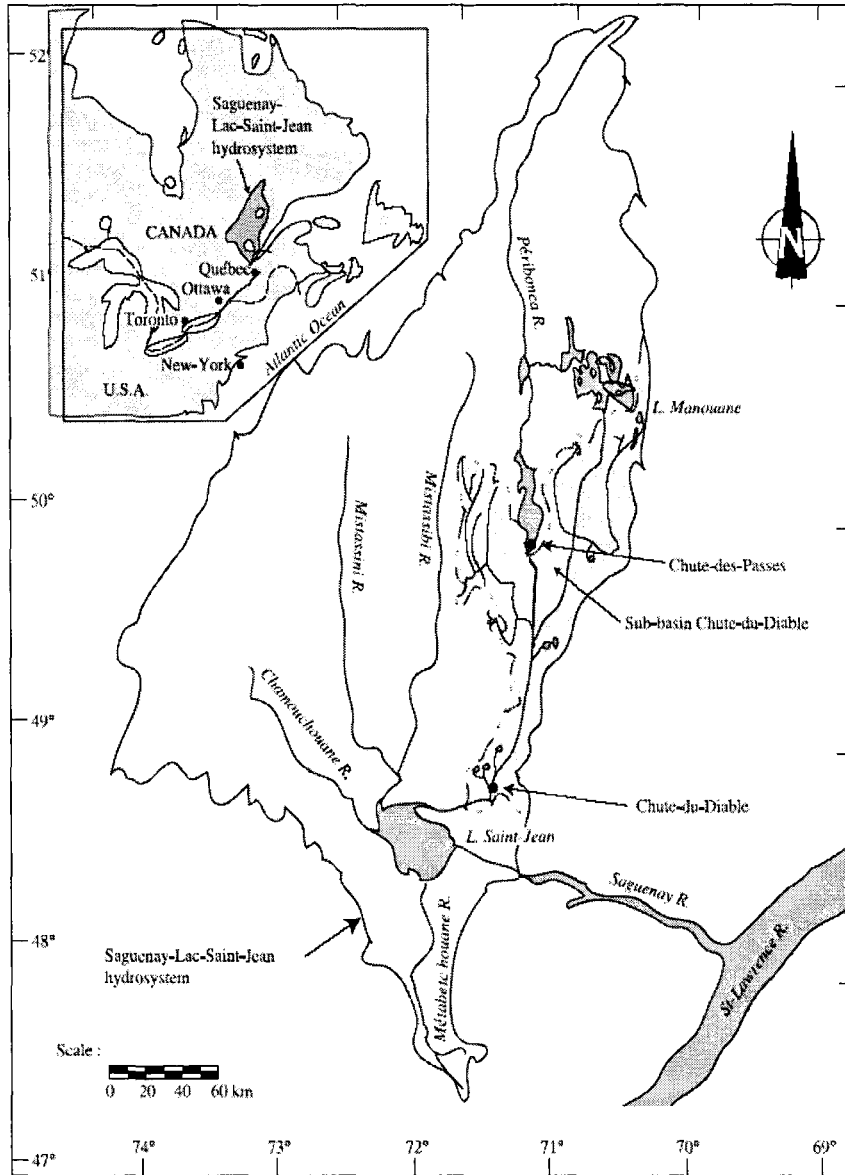 52°
51°
50°
49°
48°
47°
74°
73°
72°
71°
70°
69°
Saguenay-
Lac-Saint-Jean
hydrosystem
CANADA
Québec
Ottawa
Toronto
New-York
U.S.A.
Atlantic Ocean
N
Péribonca R.
L. Manouane
Mistassini R.
Mistassibi R.
Chute-des-Passes
Sub-basin Chute-du-Diable
Chamouchouane R.
Chute-du-Diable
L. Saint Jean
Saguenay R.
St-Lawrence R.
Métabetchouane R.
Saguenay-Lac-Saint-Jean
hydrosystem
Scale :
0 20 40 60 km